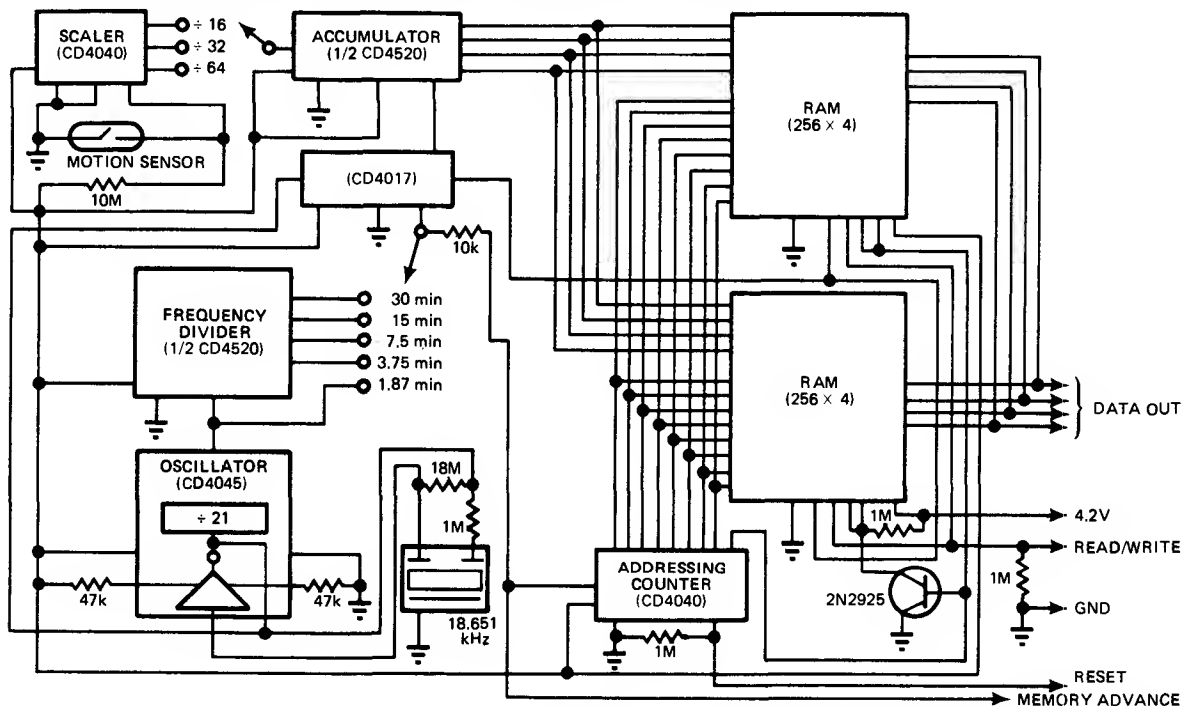 SCALER
(CD4040)
÷ 16
÷ 32
÷ 64
ACCUMULATOR
(1/2 CD4520)
MOTION SENSOR
10M
(CD4017)
10k
RAM
(256 × 4)
FREQUENCY
DIVIDER
(1/2 CD4520)
30 min
15 min
7.5 min
3.75 min
1.87 min
RAM
(256 × 4)
DATA OUT
OSCILLATOR
(CD4045)
÷ 21
47k
47k
18M
1M
18.651
kHz
ADDRESSING
COUNTER
(CD4040)
1M
1M
4.2V
READ/WRITE
2N2925
1M
GND
RESET
MEMORY ADVANCE